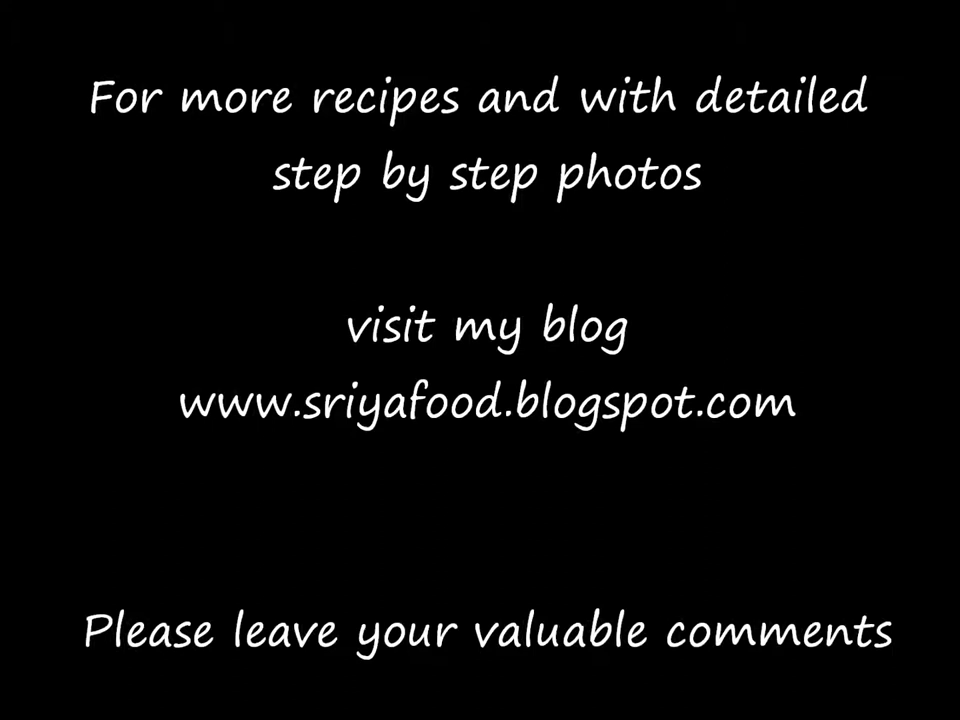 For more recipes and with detailed
step by step photos
visit my blog
www.sriyafood.blogspot.com
Please leave your valuable comments